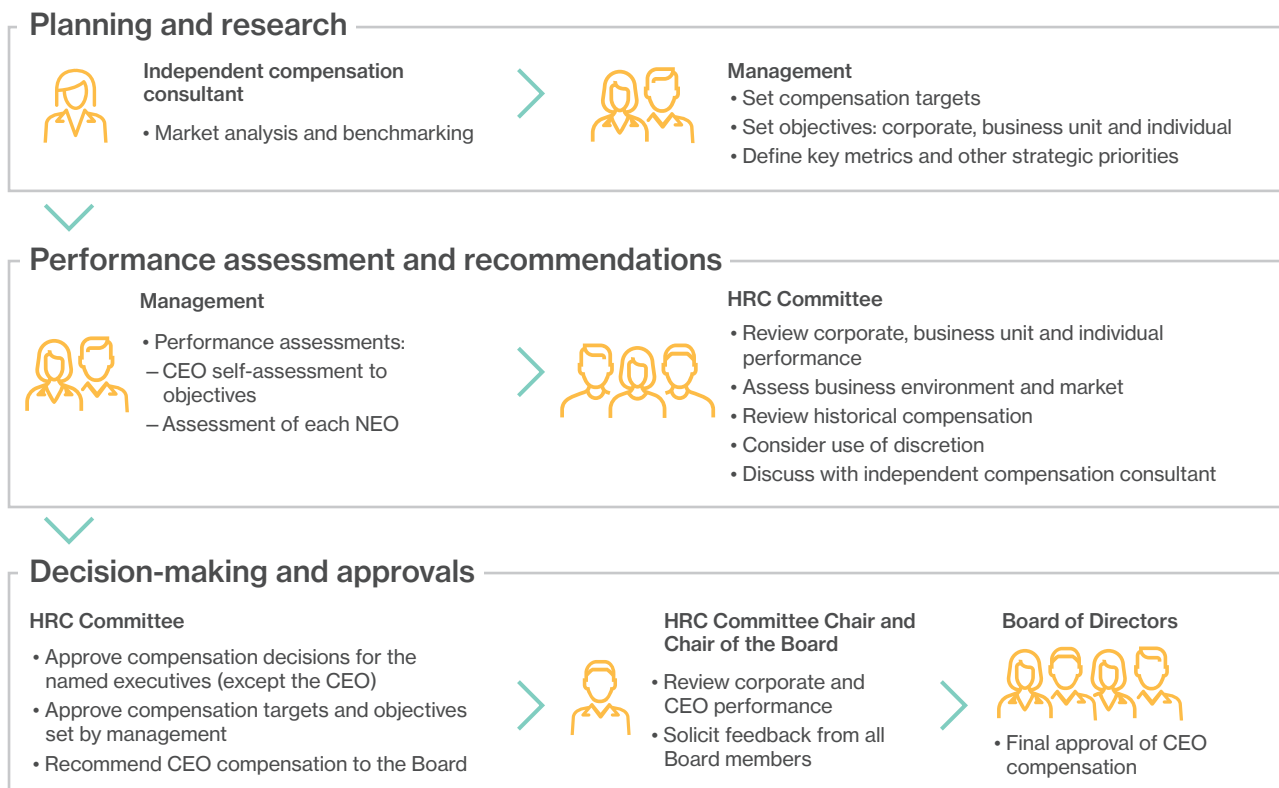 Planning and research
Independent compensation
consultant
• Market analysis and benchmarking
Management
• Set compensation targets
• Set objectives: corporate, business unit and individual
• Define key metrics and other strategic priorities
Performance assessment and recommendations
Management
• Performance assessments:
– CEO self-assessment to
objectives
– Assessment of each NEO
HRC Committee
• Review corporate, business unit and individual
performance
• Assess business environment and market
• Review historical compensation
• Consider use of discretion
• Discuss with independent compensation consultant
Decision-making and approvals
HRC Committee
• Approve compensation decisions for the
named executives (except the CEO)
• Approve compensation targets and objectives
set by management
• Recommend CEO compensation to the Board
HRC Committee Chair and
Chair of the Board
• Review corporate and
CEO performance
• Solicit feedback from all
Board members
Board of Directors
• Final approval of CEO
compensation